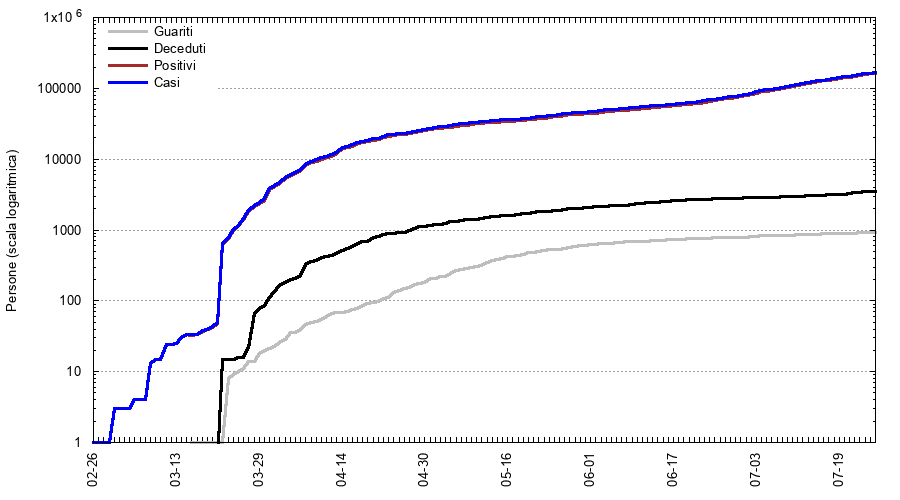 1x10 6
Guariti
Deceduti
Positivi
Casi
100000
10000
1000
100
10
1
Persone (scala logaritmica)
02-26 03-13 03-29 04-14 04-30 05-16 06-01 06-17 07-03 07-19